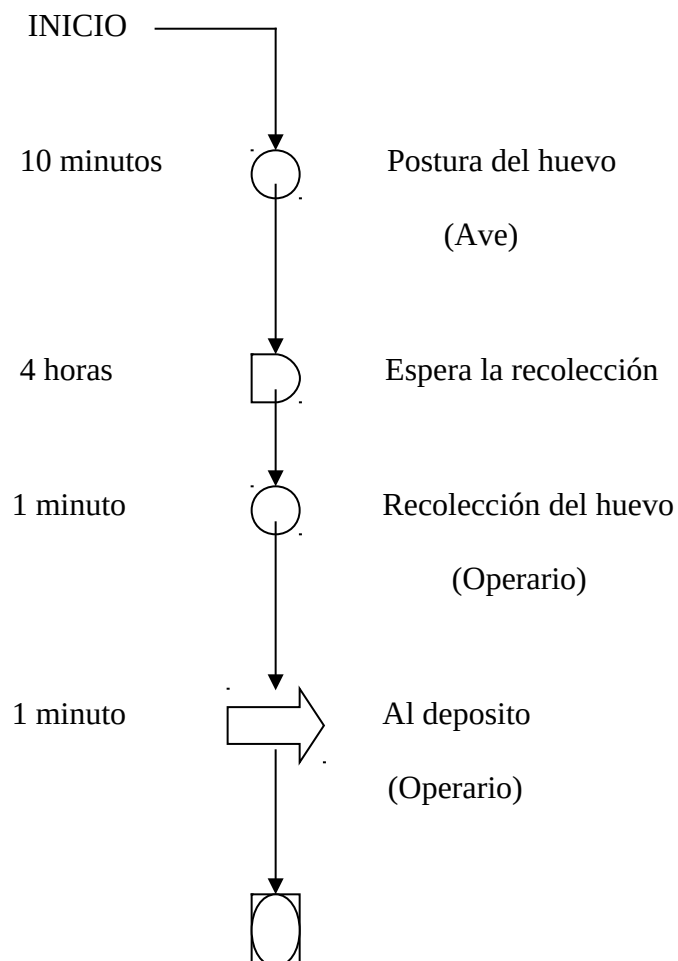 INICIO
10 minutos Postura del huevo
(Ave)
4 horas Espera la recolección
1 minuto Recolección del huevo
(Operario)
1 minuto Al deposito
(Operario)